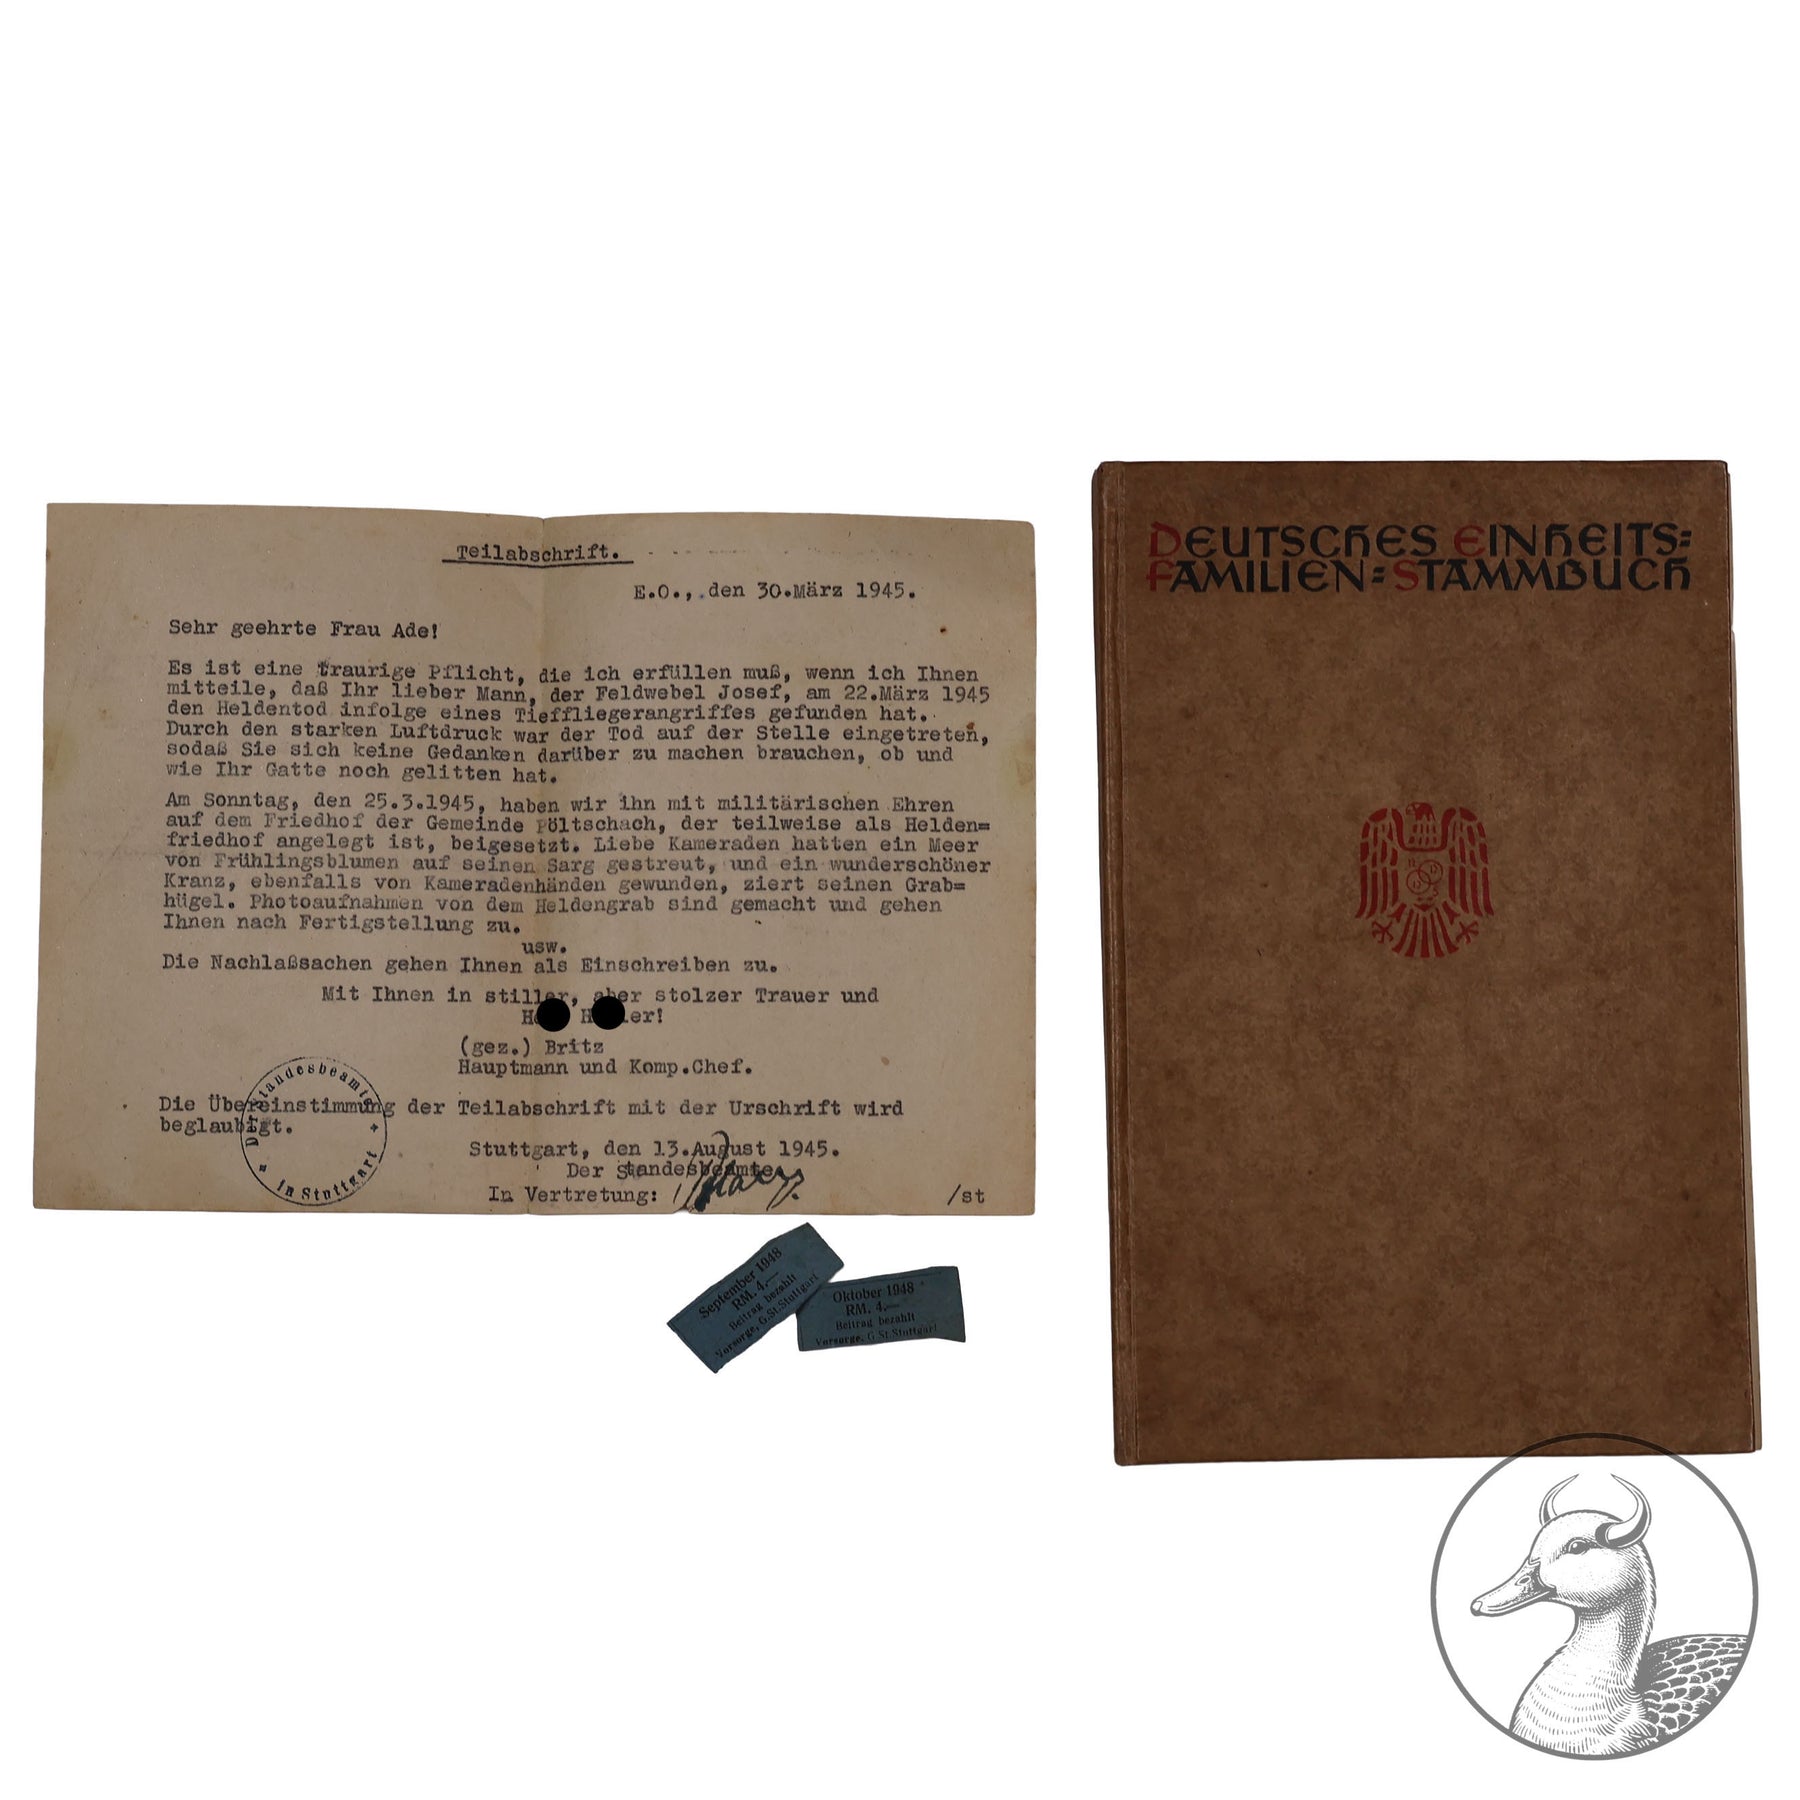 Teilabschrift.
E.O., den 30.März 1945.
Sehr geehrte Frau Ade!
Es ist eine traurige Pflicht, die ich erfüllen muß, wenn ich Ihnen
mitteile, daß Ihr lieber Mann, der Feldwebel Josef, am 22.März 1945
den Heldentod infolge eines Tieffliegerangriffes gefunden hat.
Durch den starken Luftdruck war der Tod auf der Stelle eingetreten,
sodaß Sie sich keine Gedanken darüber zu machen brauchen, ob und
wie Ihr Gatte noch gelitten hat.
Am Sonntag, den 25.3.1945, haben wir ihn mit militärischen Ehren
auf dem Friedhof der Gemeinde Pöltschach, der teilweise als Helden=
friedhof angelegt ist, beigesetzt. Liebe Kameraden hatten ein Meer
von Frühlingsblumen auf seinen Sarg gestreut, und ein wunderschöner
Kranz, ebenfalls von Kameradenhänden gewunden, ziert seinen Grab=
hügel. Photoaufnahmen von dem Heldengrab sind gemacht und gehen
Ihnen nach Fertigstellung zu.
usw.
Die Nachlaßsachen gehen Ihnen als Einschreiben zu.
Mit Ihnen in stiller, aber stolzer Trauer und
(gez.) Britz
Hauptmann und Komp.Chef.
Die Übereinstimmung der Teilabschrift mit der Urschrift wird
beglaubigt.
Stuttgart, den 13.August 1945.
Der Standesbeamte
In Vertretung:
/st
Der Standesbeamte
in Stuttgart
September 1948
RM. 4.—
Beitrag bezahlt
Vorsorge, G.St.Stuttgart
Oktober 1948
RM. 4.—
Beitrag bezahlt
Vorsorge, G.St.Stuttgart
DEUTSCHES EINHEITS=
FAMILIEN=STAMMBUCH